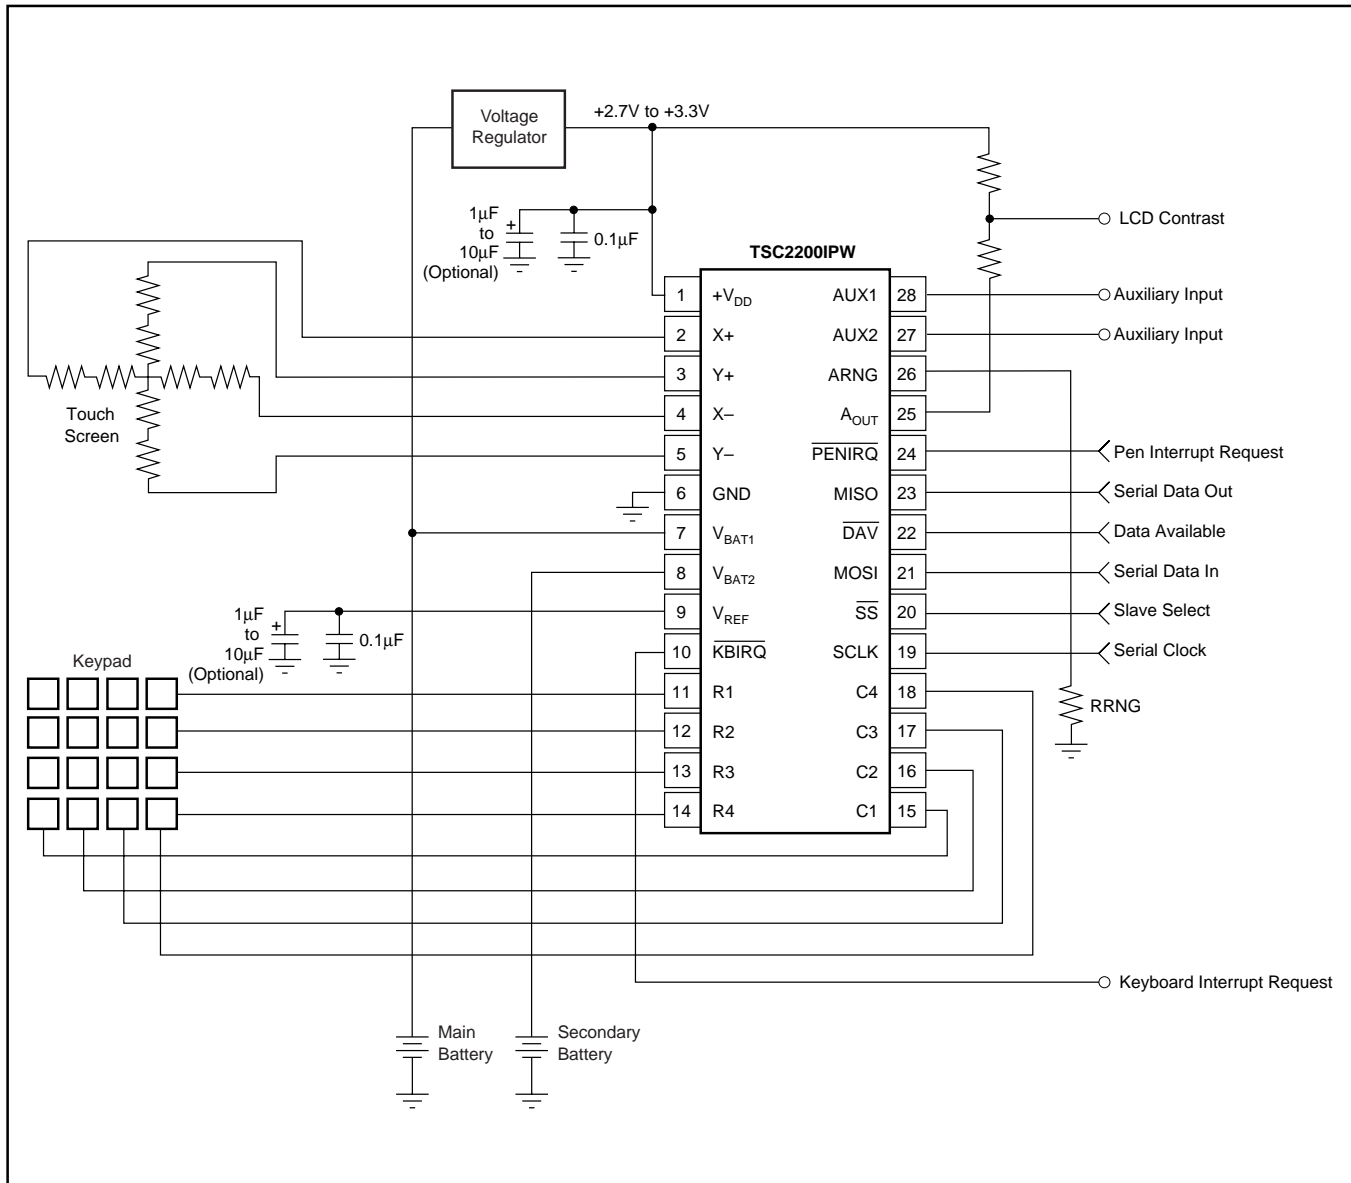 Voltage
Regulator
+2.7V to +3.3V
1µF
to
10µF
(Optional)
+
0.1µF
LCD Contrast
TSC2200IPW
1 +VDD
AUX1 28
Auxiliary Input
2 X+
AUX2 27
Auxiliary Input
3 Y+
ARNG 26
Touch
Screen
4 X–
AOUT 25
5 Y–
PENIRQ 24
Pen Interrupt Request
6 GND
MISO 23
Serial Data Out
7 VBAT1
DAV 22
Data Available
8 VBAT2
MOSI 21
Serial Data In
1µF
to
10µF
(Optional)
+
0.1µF
9 VREF
SS 20
Slave Select
10 KBIRQ
SCLK 19
Serial Clock
Keypad
11 R1
C4 18
RRNG
12 R2
C3 17
13 R3
C2 16
14 R4
C1 15
Keyboard Interrupt Request
Main
Battery
Secondary
Battery